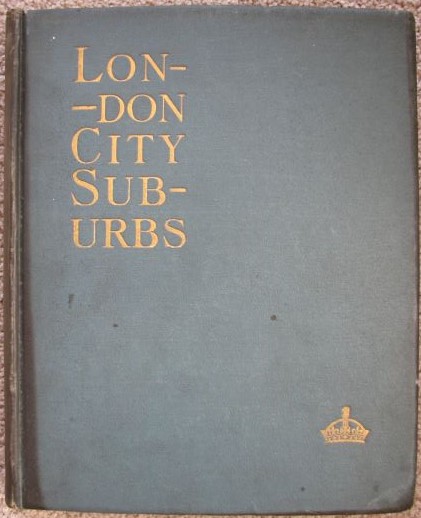 LON-
-DON
CITY
SUB-
URBS